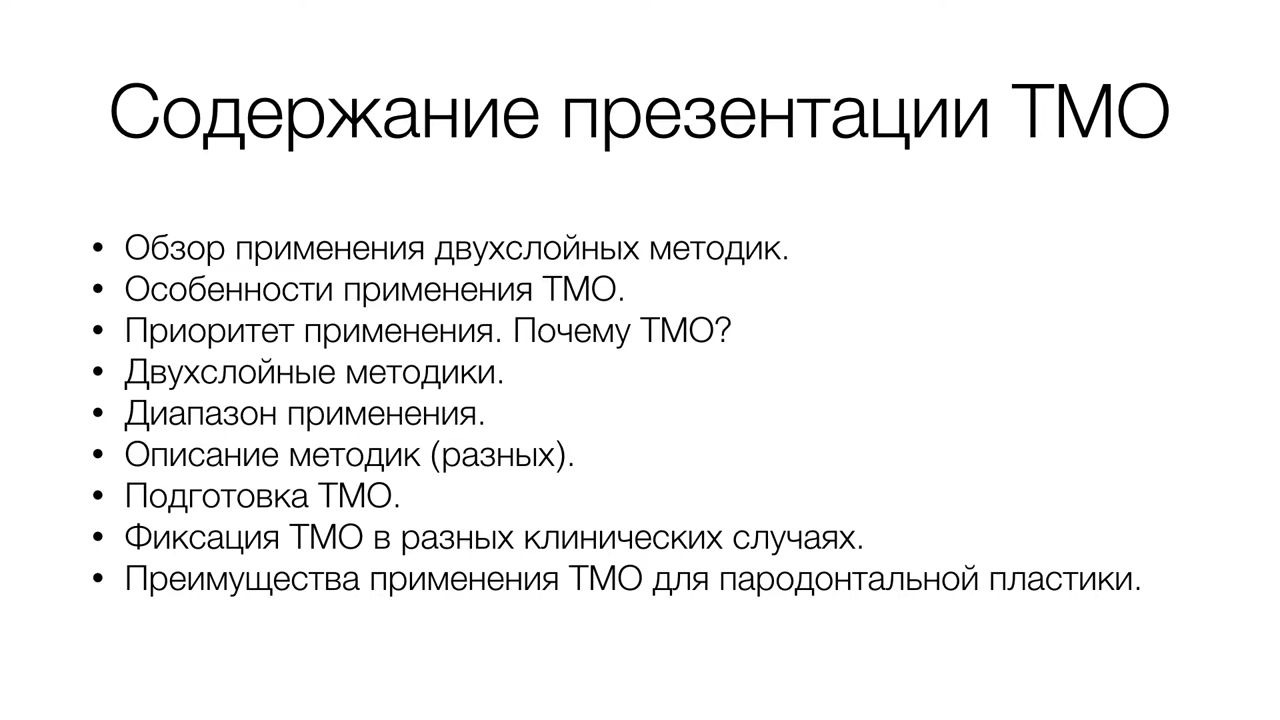 Содержание презентации ТМО
• Обзор применения двухслойных методик.
• Особенности применения ТМО.
• Приоритет применения. Почему ТМО?
• Двухслойные методики.
• Диапазон применения.
• Описание методик (разных).
• Подготовка ТМО.
• Фиксация ТМО в разных клинических случаях.
• Преимущества применения ТМО для пародонтальной пластики.